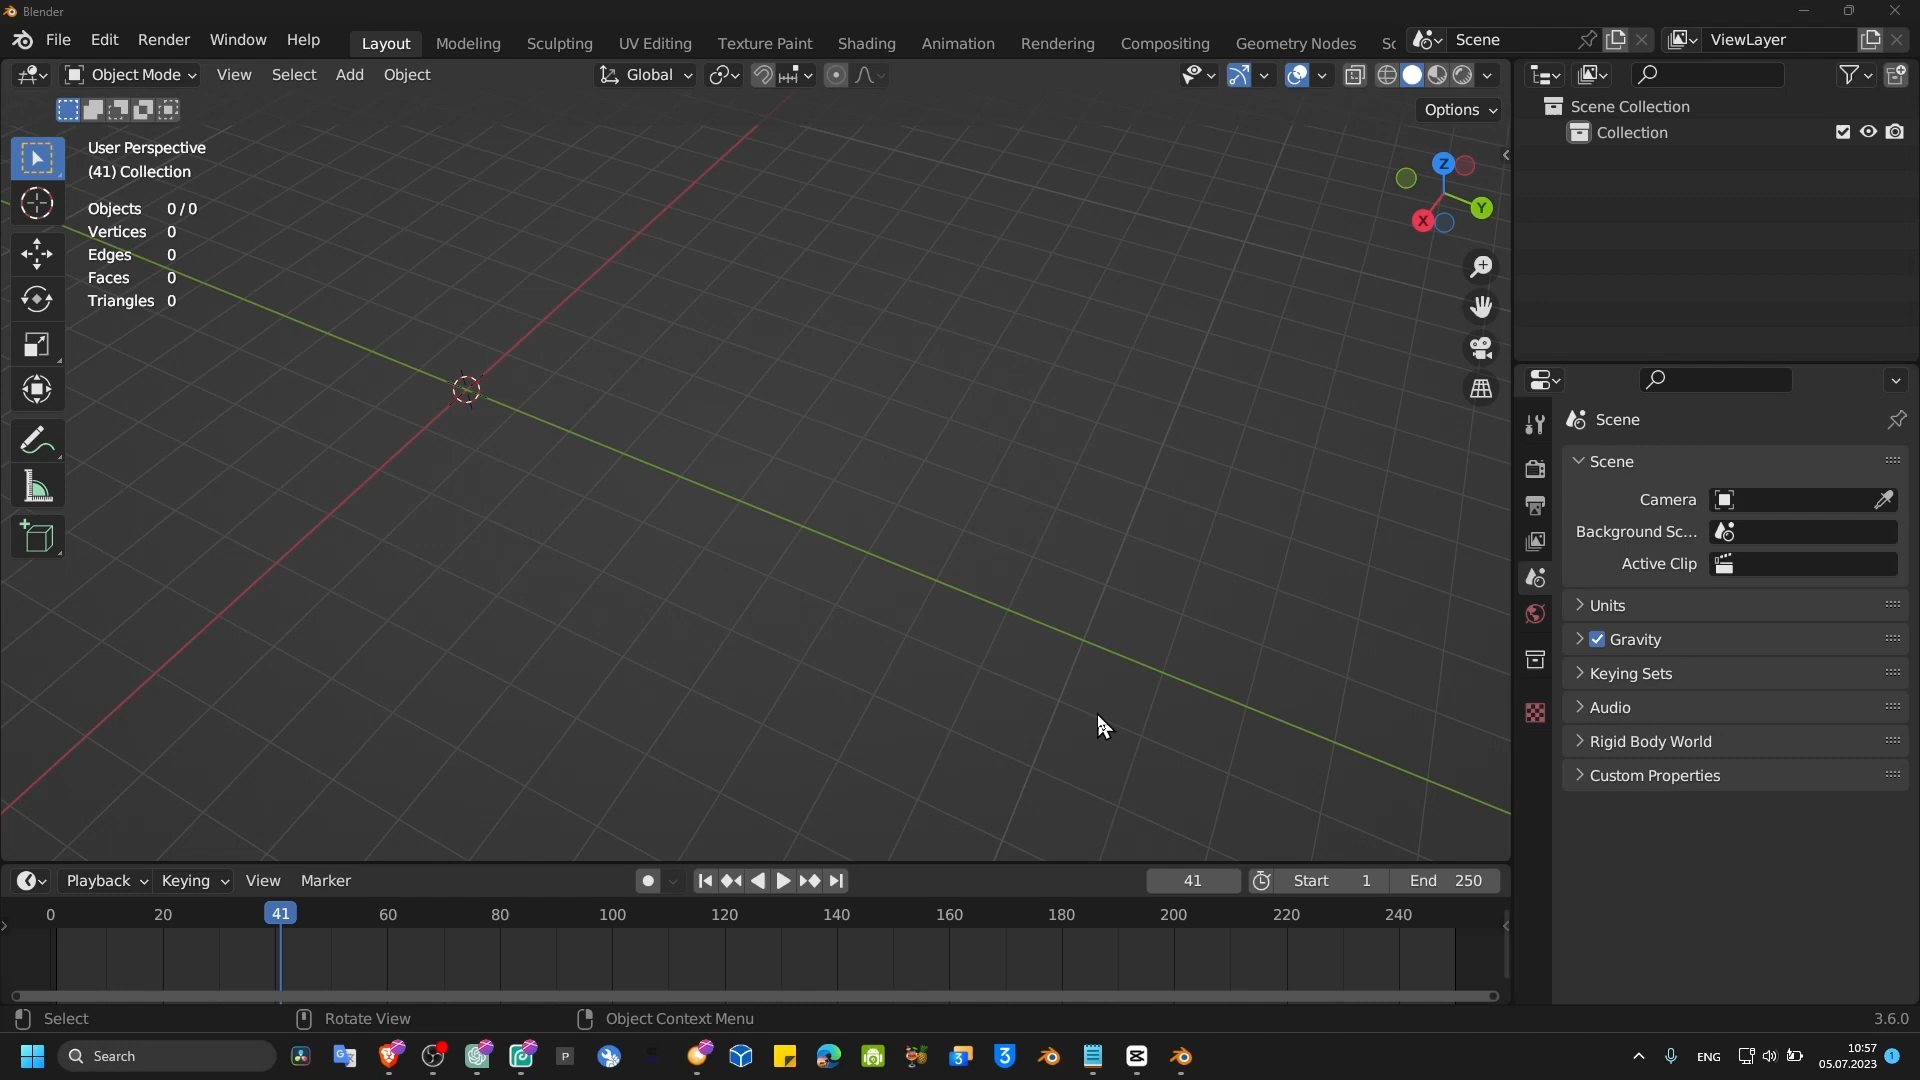 Blender
File Edit Render Window Help Layout Modeling Sculpting UV Editing Texture Paint Shading Animation Rendering Compositing Geometry Nodes Sc Scene ViewLayer
Object Mode View Select Add Object Global
Options
User Perspective
(41) Collection
Objects 0/0
Vertices 0
Edges 0
Faces 0
Triangles 0
Z
Y
X
Scene Collection
Collection
Scene
Scene
Camera
Background Sc...
Active Clip
Units
Gravity
Keying Sets
Audio
Rigid Body World
Custom Properties
Playback Keying View Marker 41 Start 1 End 250
0 20 41 60 80 100 120 140 160 180 200 220 240
Select Rotate View Object Context Menu 3.6.0
Search P 3 3 ENG 10:57
05.07.2023 1